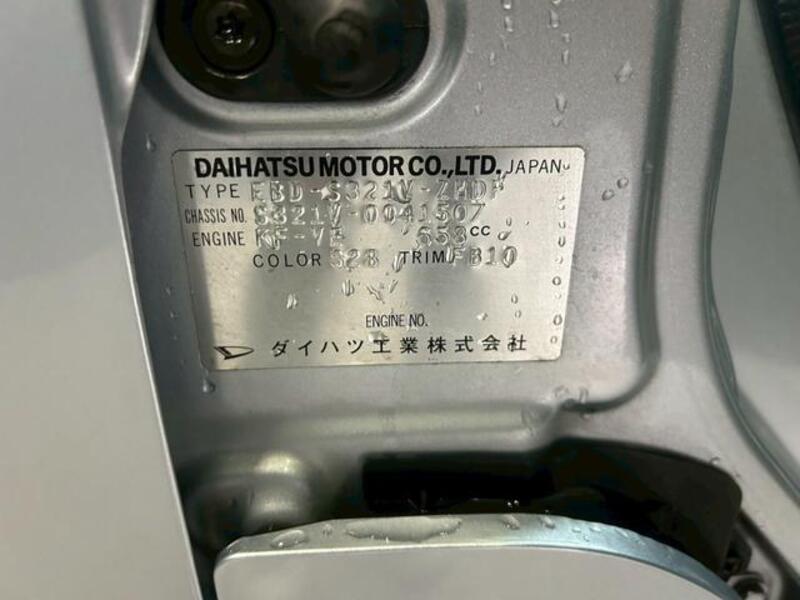 DAIHATSU MOTOR CO.,LTD. JAPAN
TYPE EBD-S321V-ZMDF
CHASSIS NO. S321V-0041507
ENGINE KF-VE 658CC
COLOR S28 TRIM FB10
ENGINE NO.
ダイハツ工業株式会社